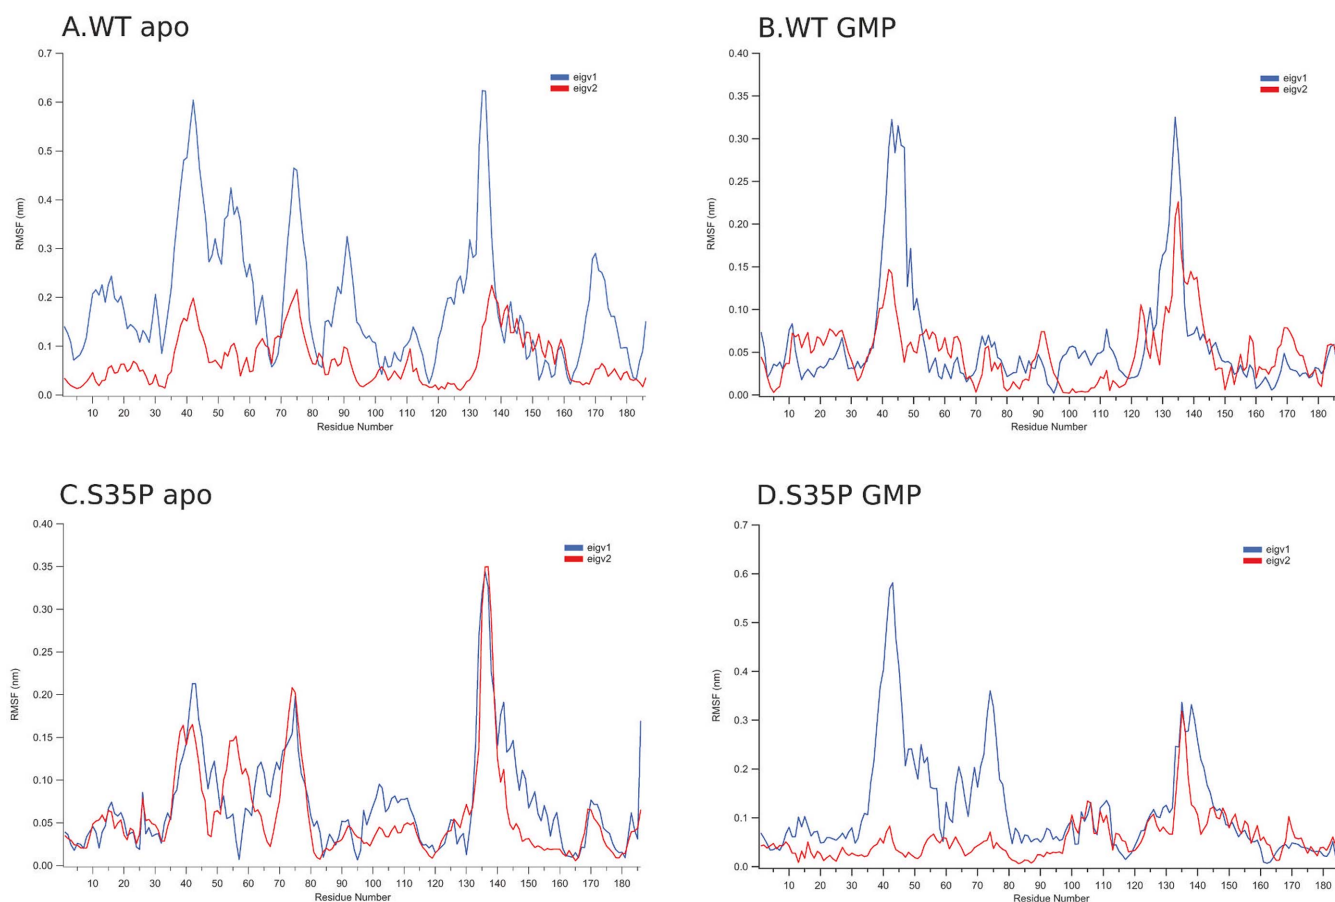 A.WT apo
0.7
0.6
0.5
0.4
0.3
0.2
0.1
0.0
RMSF (nm)
eigv1
eigv2
10 20 30 40 50 60 70 80 90 100 110 120 130 140 150 160 170 180
Residue Number
B.WT GMP
0.40
0.35
0.30
0.25
0.20
0.15
0.10
0.05
0.00
RMSF (nm)
eigv1
eigv2
10 20 30 40 50 60 70 80 90 100 110 120 130 140 150 160 170 180
Residue Number
C.S35P apo
0.40
0.35
0.30
0.25
0.20
0.15
0.10
0.05
0.00
RMSF (nm)
eigv1
eigv2
10 20 30 40 50 60 70 80 90 100 110 120 130 140 150 160 170 180
Residue Number
D.S35P GMP
0.7
0.6
0.5
0.4
0.3
0.2
0.1
0.0
RMSF (nm)
eigv1
eigv2
10 20 30 40 50 60 70 80 90 100 110 120 130 140 150 160 170 180
Residue Number